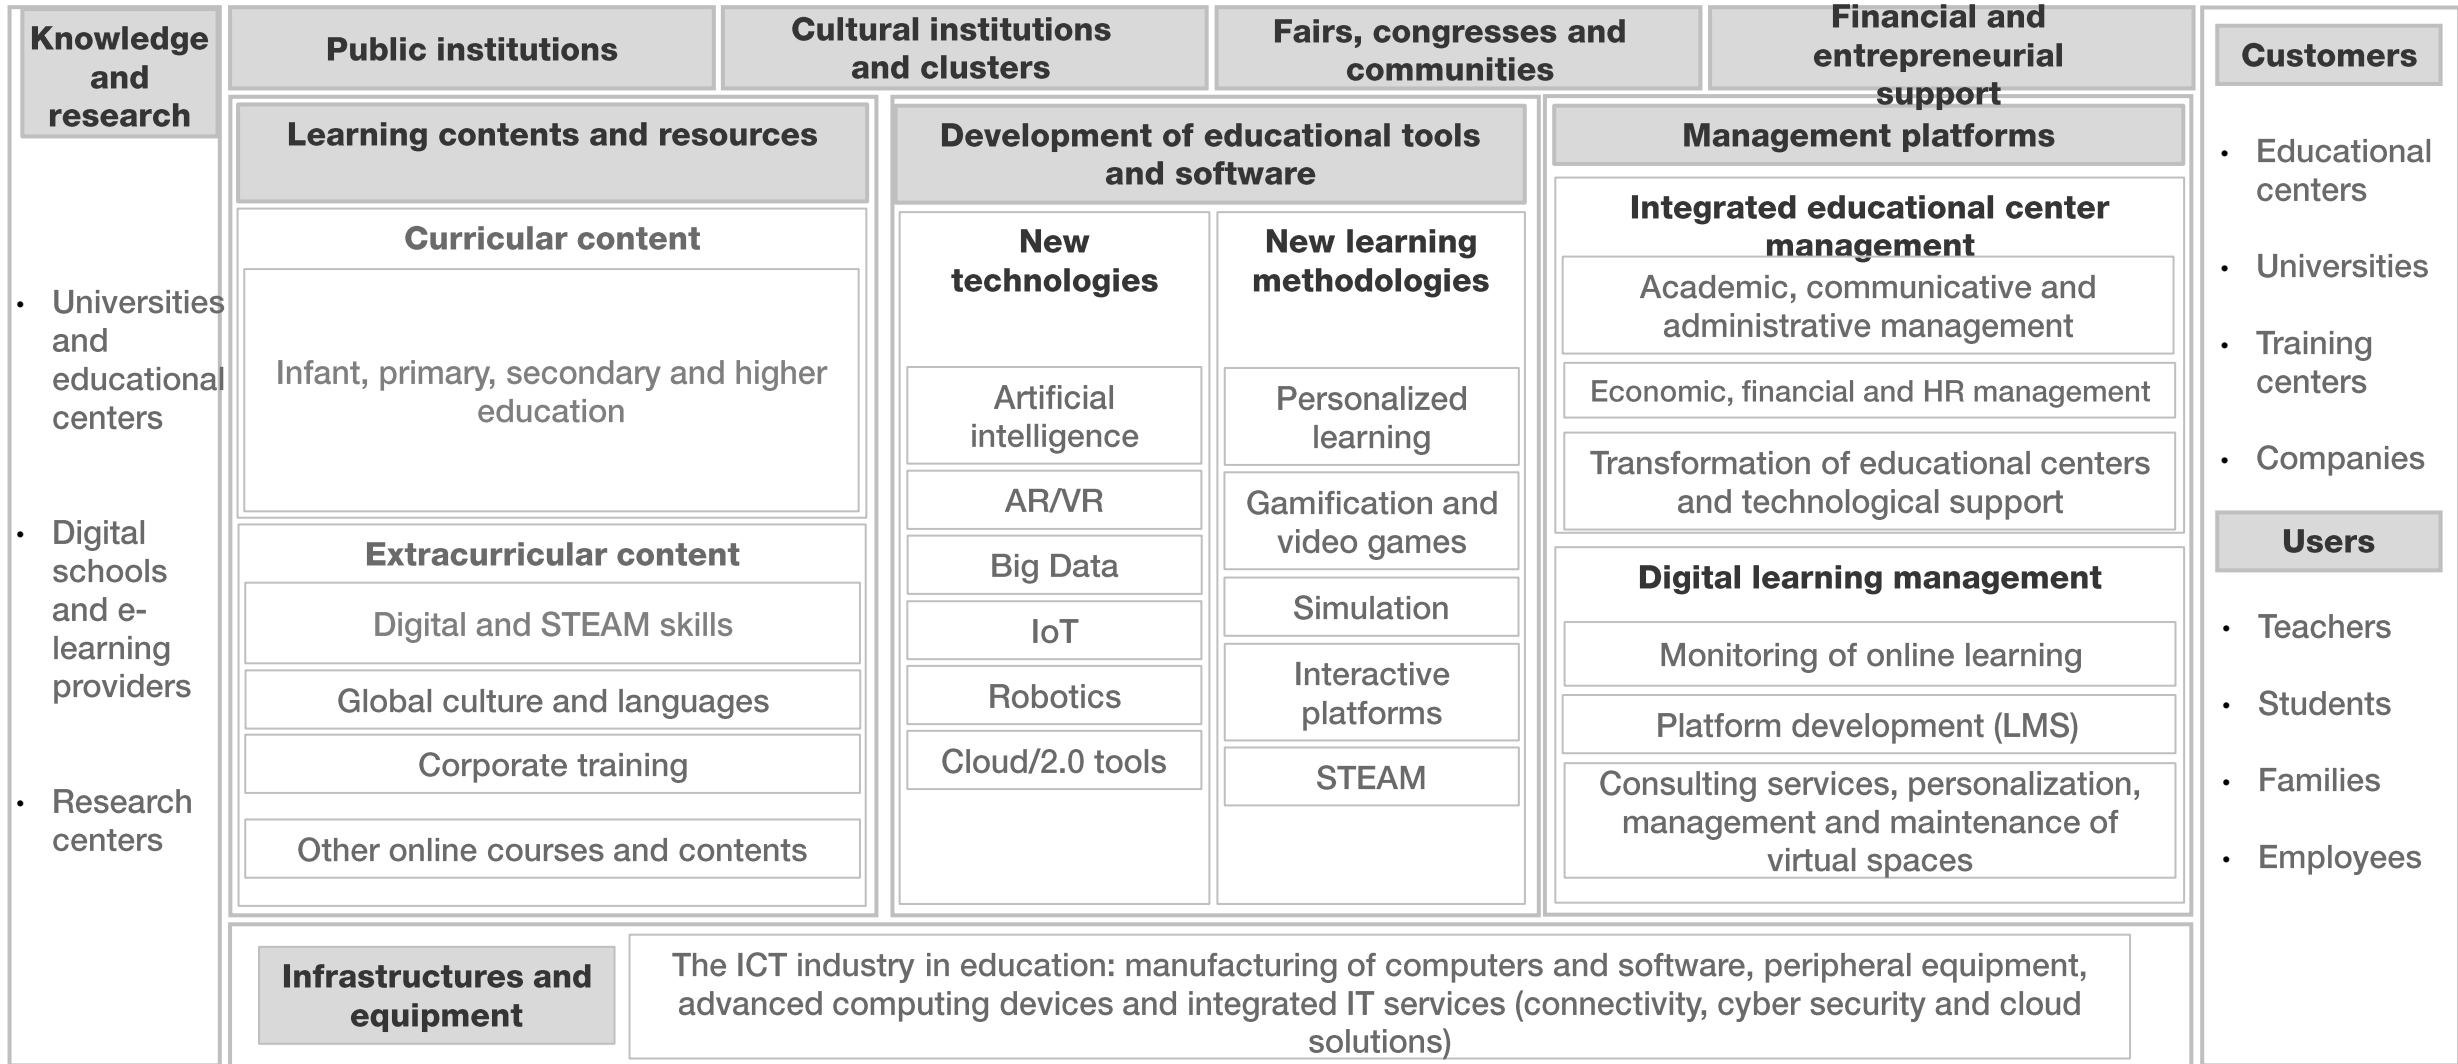 Knowledge
and
research
• Universities
and
educational
centers
• Digital
schools
and e-
learning
providers
• Research
centers
Public institutions
Cultural institutions
and clusters
Fairs, congresses and
communities
Financial and
entrepreneurial
support
Learning contents and resources
Curricular content
Infant, primary, secondary and higher
education
Extracurricular content
Digital and STEAM skills
Global culture and languages
Corporate training
Other online courses and contents
Development of educational tools
and software
New
technologies
Artificial
intelligence
AR/VR
Big Data
IoT
Robotics
Cloud/2.0 tools
New learning
methodologies
Personalized
learning
Gamification and
video games
Simulation
Interactive
platforms
STEAM
Management platforms
Integrated educational center
management
Academic, communicative and
administrative management
Economic, financial and HR management
Transformation of educational centers
and technological support
Digital learning management
Monitoring of online learning
Platform development (LMS)
Consulting services, personalization,
management and maintenance of
virtual spaces
Infrastructures and
equipment
The ICT industry in education: manufacturing of computers and software, peripheral equipment,
advanced computing devices and integrated IT services (connectivity, cyber security and cloud
solutions)
Customers
• Educational
centers
• Universities
• Training
centers
• Companies
Users
• Teachers
• Students
• Families
• Employees